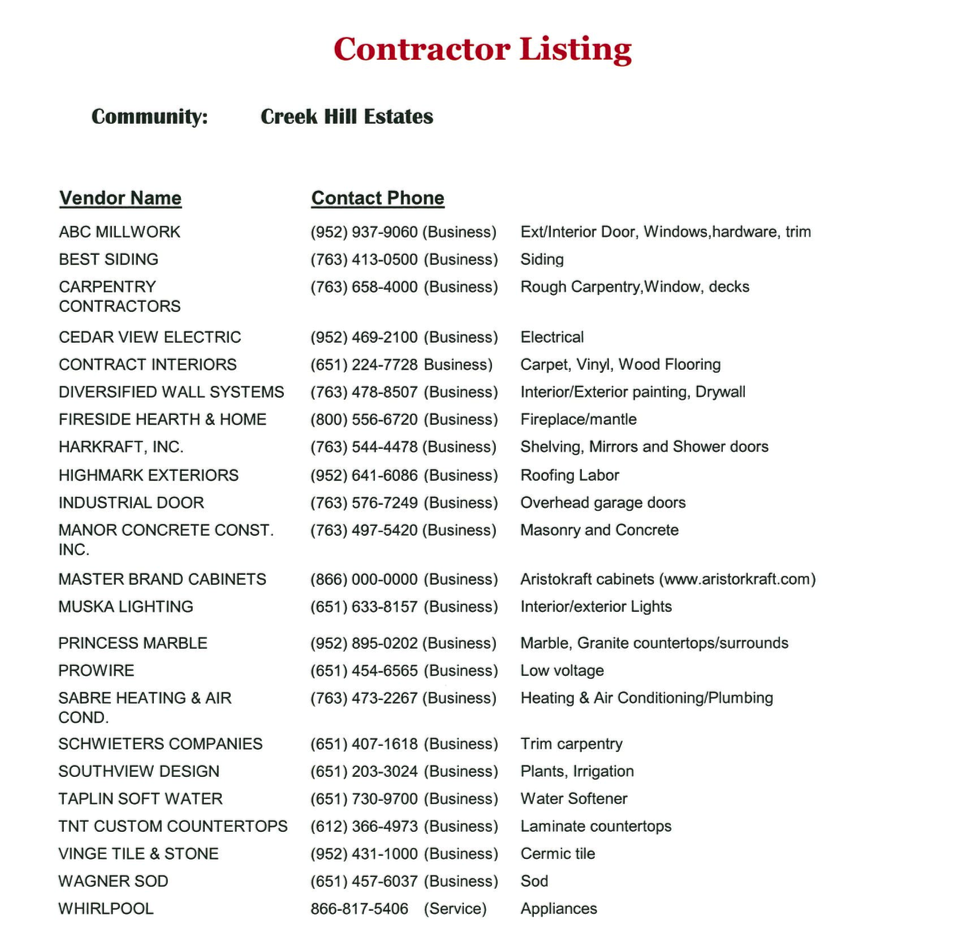 Contractor Listing
Community: Creek Hill Estates
Vendor Name Contact Phone
ABC MILLWORK (952) 937-9060 (Business) Ext/Interior Door, Windows,hardware, trim
BEST SIDING (763) 413-0500 (Business) Siding
CARPENTRY (763) 658-4000 (Business) Rough Carpentry,Window, decks
CONTRACTORS
CEDAR VIEW ELECTRIC (952) 469-2100 (Business) Electrical
CONTRACT INTERIORS (651) 224-7728 Business) Carpet, Vinyl, Wood Flooring
DIVERSIFIED WALL SYSTEMS (763) 478-8507 (Business) Interior/Exterior painting, Drywall
FIRESIDE HEARTH & HOME (800) 556-6720 (Business) Fireplace/mantle
HARKRAFT, INC. (763) 544-4478 (Business) Shelving, Mirrors and Shower doors
HIGHMARK EXTERIORS (952) 641-6086 (Business) Roofing Labor
INDUSTRIAL DOOR (763) 576-7249 (Business) Overhead garage doors
MANOR CONCRETE CONST. (763) 497-5420 (Business) Masonry and Concrete
INC.
MASTER BRAND CABINETS (866) 000-0000 (Business) Aristokraft cabinets (www.aristorkraft.com)
MUSKA LIGHTING (651) 633-8157 (Business) Interior/exterior Lights
PRINCESS MARBLE (952) 895-0202 (Business) Marble, Granite countertops/surrounds
PROWIRE (651) 454-6565 (Business) Low voltage
SABRE HEATING & AIR (763) 473-2267 (Business) Heating & Air Conditioning/Plumbing
COND.
SCHWIETERS COMPANIES (651) 407-1618 (Business) Trim carpentry
SOUTHVIEW DESIGN (651) 203-3024 (Business) Plants, Irrigation
TAPLIN SOFT WATER (651) 730-9700 (Business) Water Softener
TNT CUSTOM COUNTERTOPS (612) 366-4973 (Business) Laminate countertops
VINGE TILE & STONE (952) 431-1000 (Business) Cermic tile
WAGNER SOD (651) 457-6037 (Business) Sod
WHIRLPOOL 866-817-5406 (Service) Appliances